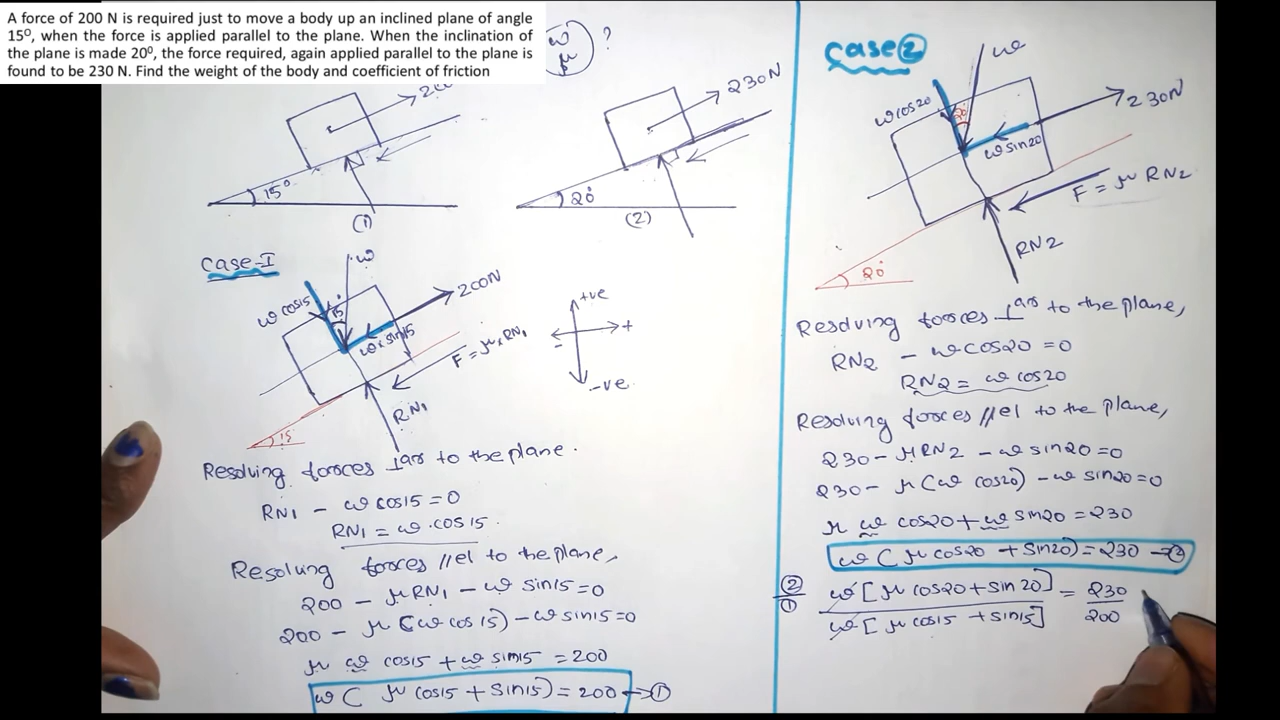 A force of 200 N is required just to move a body up an inclined plane of angle
15⁰, when the force is applied parallel to the plane. When the inclination of
the plane is made 20⁰, the force required, again applied parallel to the plane is
found to be 230 N. Find the weight of the body and coefficient of friction
w
μ
?
15°
(1)
230N
20°
(2)
Case-I
w
w cos15
15°
200N
w sin15
F = μ × RN1
RN1
15
+ve
+
-
-ve
Resolving forces ⊥ar to the plane.
RN1 - w cos15 = 0
RN1 = w.cos15.
Resolving forces //el to the plane,
200 - μRN1 - w sin15 = 0
200 - μ (w cos 15) - w sin15 = 0
μ w cos15 + w sin15 = 200
w ( μ cos15 + sin15) = 200 → ①
Case ②
w
w cos20
20
230N
w sin20
F = μ RN2
RN2
20°
Resolving forces ⊥ar to the plane,
RN2 - w cos20 = 0
RN2 = w cos20
Resolving forces //el to the plane,
230 - μRN2 - w sin20 = 0
230 - μ (w cos20) - w sin20 = 0
μ w cos20 + w sin20 = 230
w ( μ cos20 + sin20) = 230 → ②
②/① w [μ cos20 + sin 20] = 230
w [μ cos15 + sin15] 200